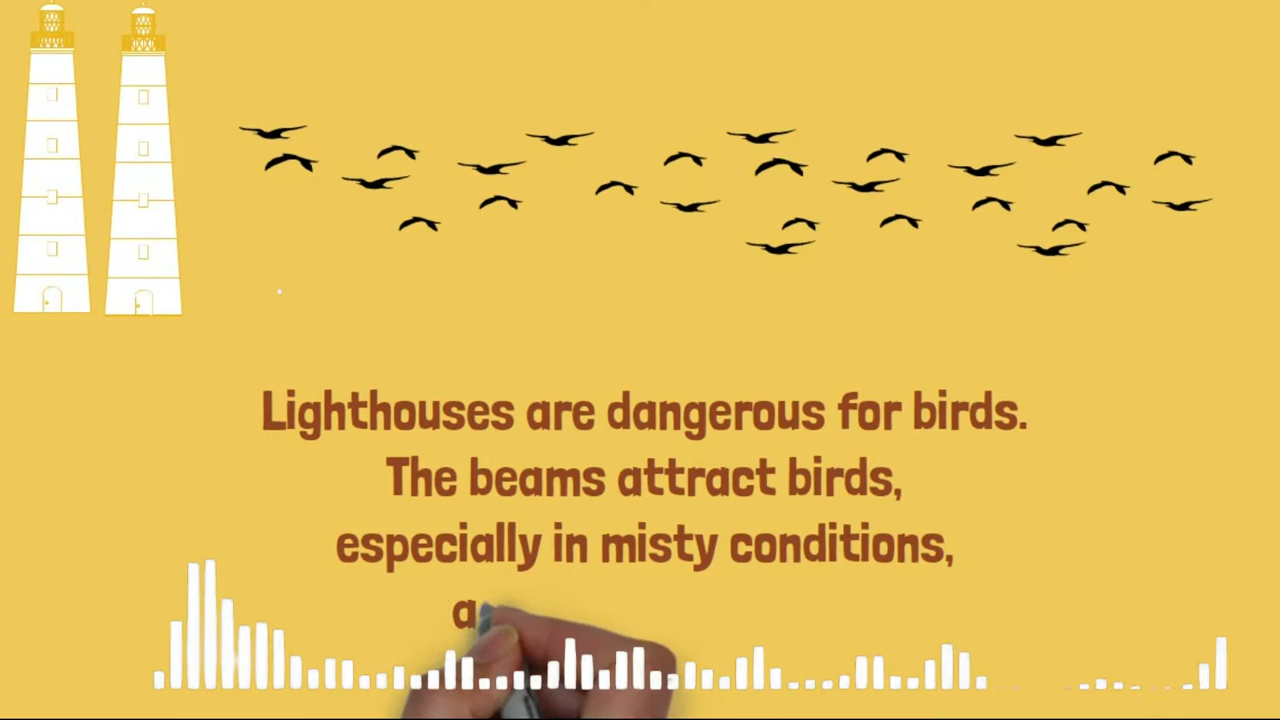 Lighthouses are dangerous for birds.
The beams attract birds,
especially in misty conditions,
a